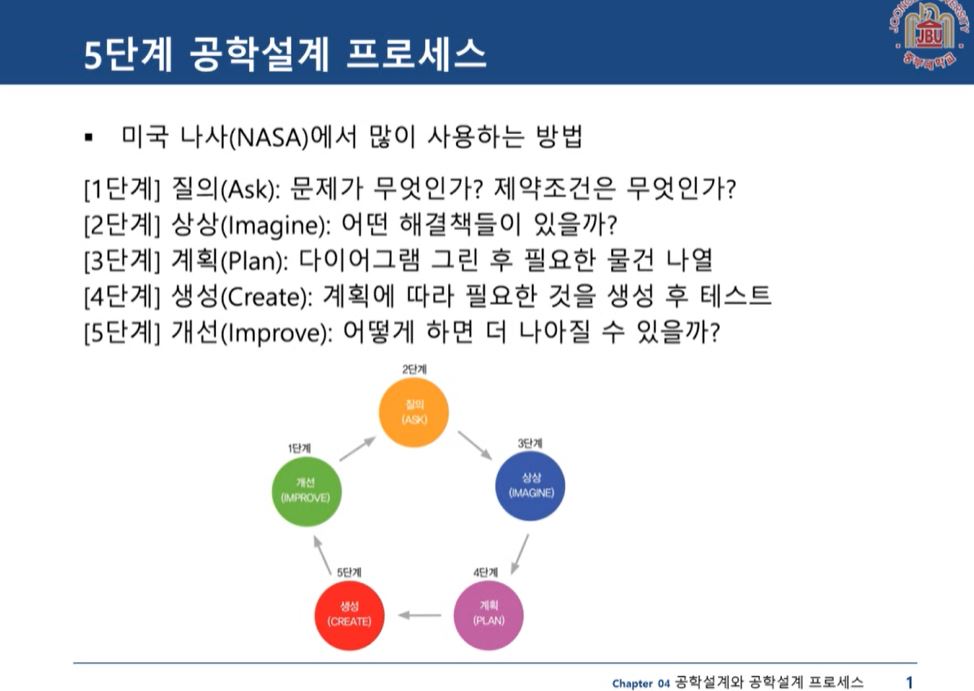 5단계 공학설계 프로세스
JBU
중부대학교
▪ 미국 나사(NASA)에서 많이 사용하는 방법
[1단계] 질의(Ask): 문제가 무엇인가? 제약조건은 무엇인가?
[2단계] 상상(Imagine): 어떤 해결책들이 있을까?
[3단계] 계획(Plan): 다이어그램 그린 후 필요한 물건 나열
[4단계] 생성(Create): 계획에 따라 필요한 것을 생성 후 테스트
[5단계] 개선(Improve): 어떻게 하면 더 나아질 수 있을까?
2단계
질의
(ASK)
1단계
개선
(IMPROVE)
3단계
상상
(IMAGINE)
5단계
생성
(CREATE)
4단계
계획
(PLAN)
Chapter 04 공학설계와 공학설계 프로세스 1